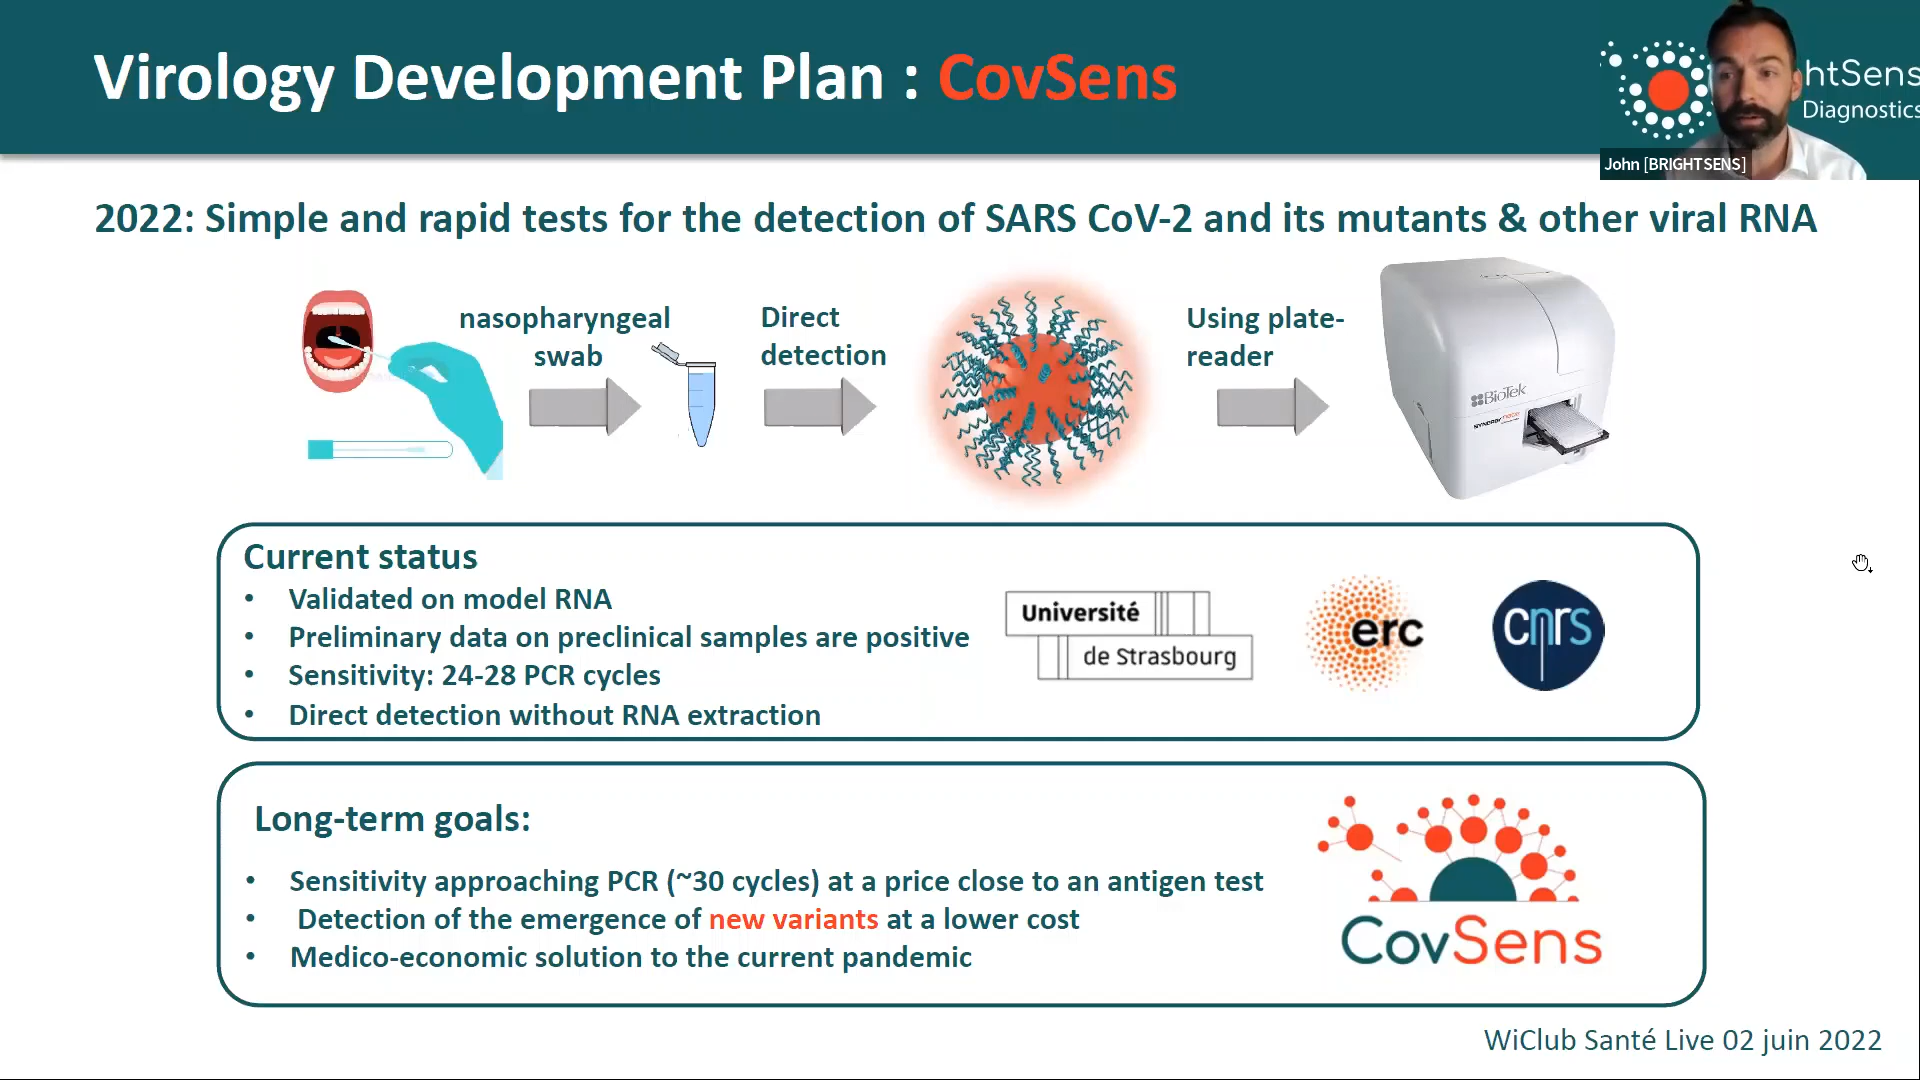 Virology Development Plan : CovSens
htSens
Diagnostics
John [BRIGHTSENS]
2022: Simple and rapid tests for the detection of SARS CoV-2 and its mutants & other viral RNA
nasopharyngeal
swab
Direct
detection
Using plate-
reader
BioTek
Current status
• Validated on model RNA
• Preliminary data on preclinical samples are positive
• Sensitivity: 24-28 PCR cycles
• Direct detection without RNA extraction
Université
de Strasbourg
erc
cnrs
Long-term goals:
• Sensitivity approaching PCR (~30 cycles) at a price close to an antigen test
• Detection of the emergence of new variants at a lower cost
• Medico-economic solution to the current pandemic
CovSens
WiClub Santé Live 02 juin 2022